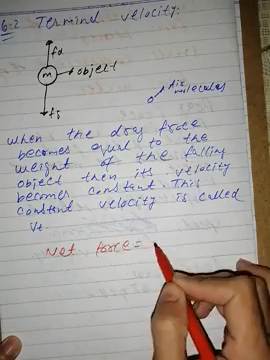 6.2 Terminal velocity:
fd
m
object
Air
molecules
fg
when the drag force
becomes equal to the
weight of the falling
object then its velocity
becomes constant. This
constant velocity is called
Vt.
Net force =